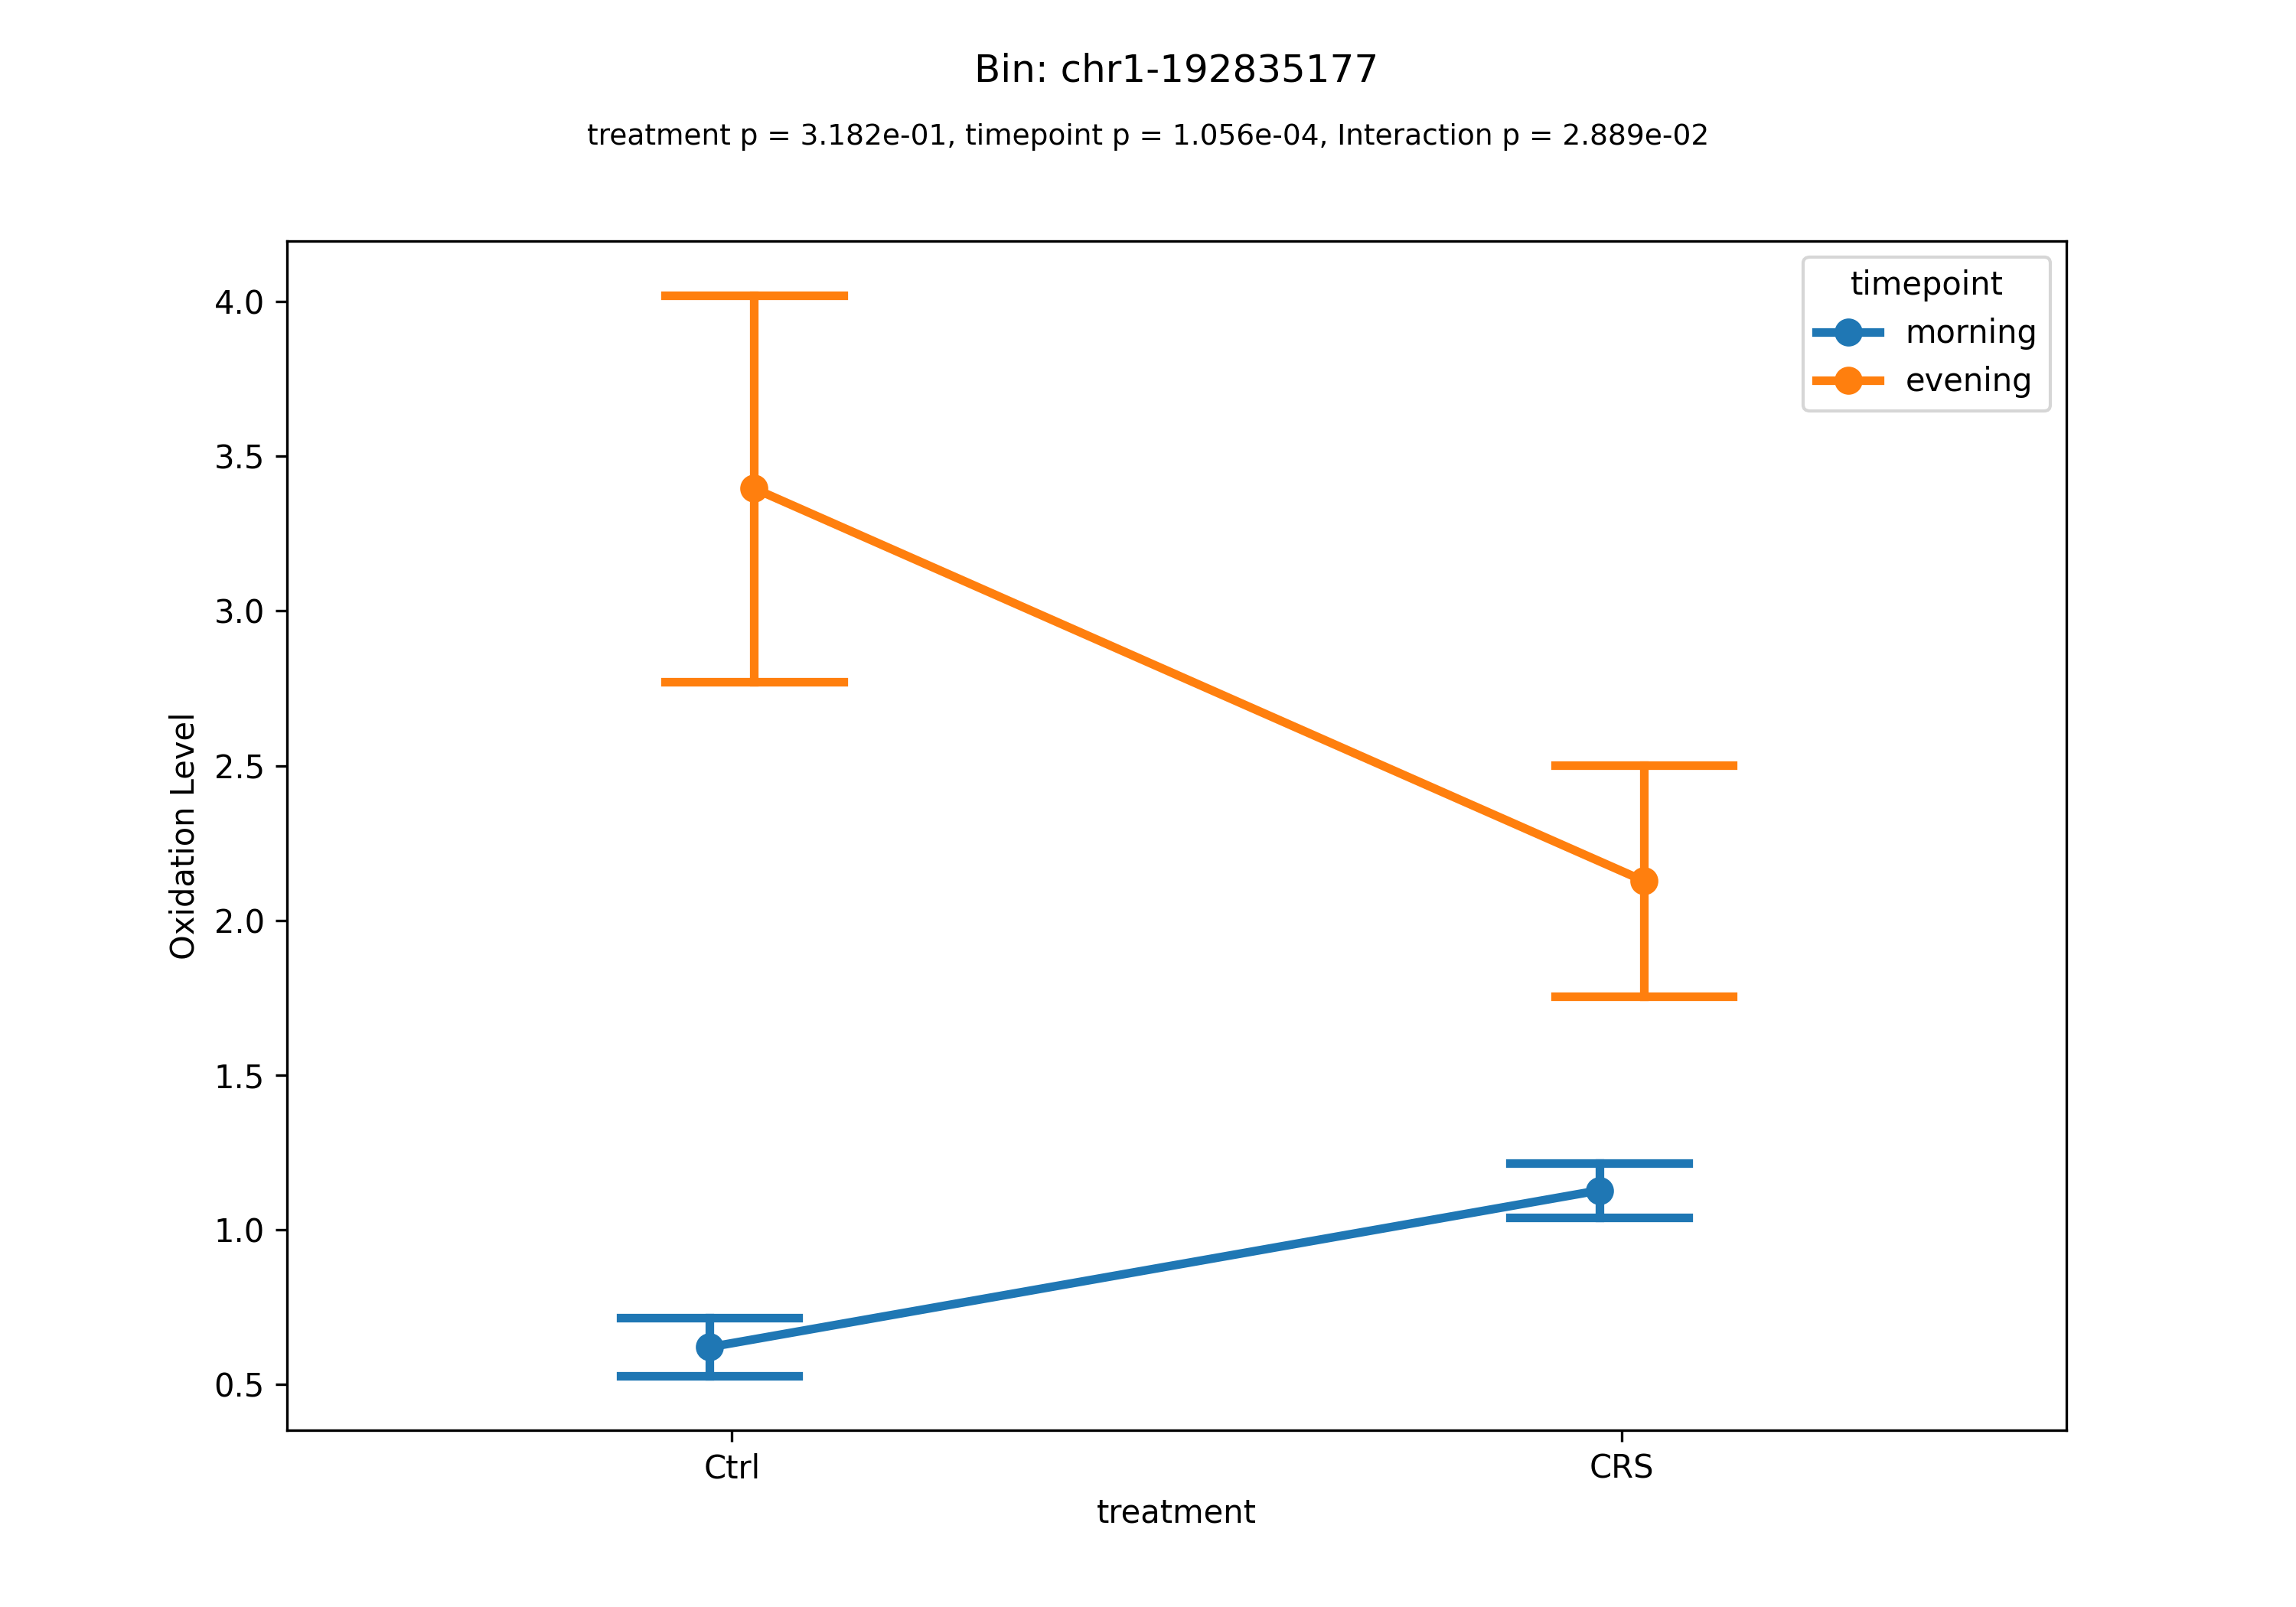 Bin: chr1-192835177
treatment p = 3.182e-01, timepoint p = 1.056e-04, Interaction p = 2.889e-02
timepoint
morning
evening
4.0
3.5
3.0
2.5
2.0
1.5
1.0
0.5
Oxidation Level
Ctrl
CRS
treatment